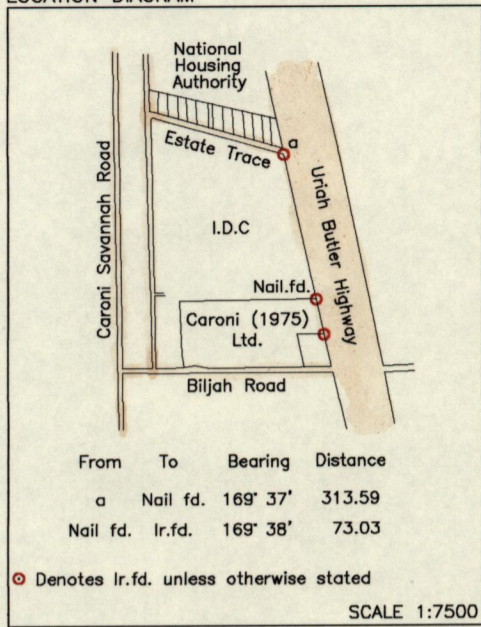 LOCATION DIAGRAM
National
Housing
Authority
Estate Trace
a
Caroni Savannah Road
Uriah Butler Highway
I.D.C
Nail.fd.
Caroni (1975)
Ltd.
Biljah Road
From To Bearing Distance
a Nail fd. 169° 37' 313.59
Nail fd. Ir.fd. 169° 38' 73.03
Denotes Ir.fd. unless otherwise stated
SCALE 1:7500